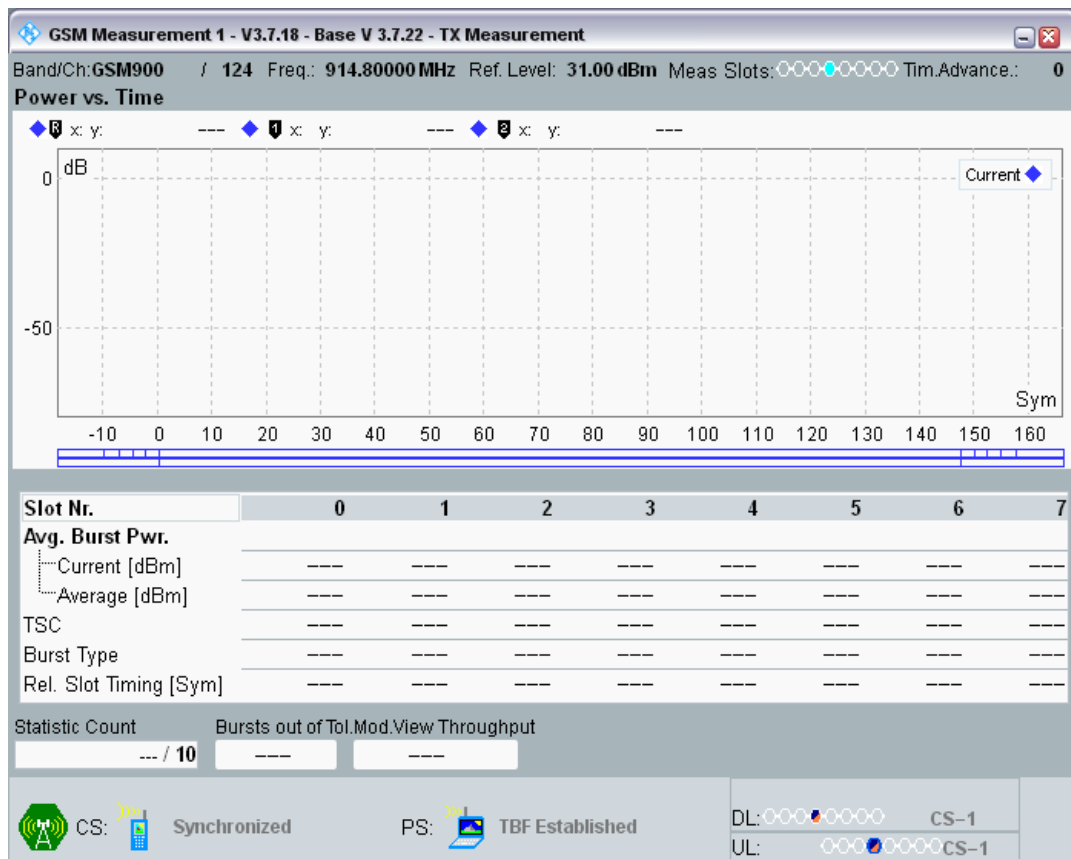 GSM Measurement 1 - V3.7.18 - Base V 3.7.22 - TX Measurement
Band/Ch:GSM900 / 124 Freq.: 914.80000 MHz Ref. Level: 31.00 dBm Meas Slots: Tim.Advance.: 0
Power vs. Time
R x: y: --- 1 x: y: --- 2 x: y: ---
dB
Current
0
-50
Sym
-10 0 10 20 30 40 50 60 70 80 90 100 110 120 130 140 150 160
Slot Nr. 0 1 2 3 4 5 6 7
Avg. Burst Pwr.
Current [dBm] --- --- --- --- --- --- --- ---
Average [dBm] --- --- --- --- --- --- --- ---
TSC --- --- --- --- --- --- --- ---
Burst Type --- --- --- --- --- --- --- ---
Rel. Slot Timing [Sym] --- --- --- --- --- --- --- ---
Statistic Count Bursts out of Tol. Mod.View Throughput
--- / 10 --- ---
CS: Synchronized PS: TBF Established
DL: CS-1
UL: CS-1